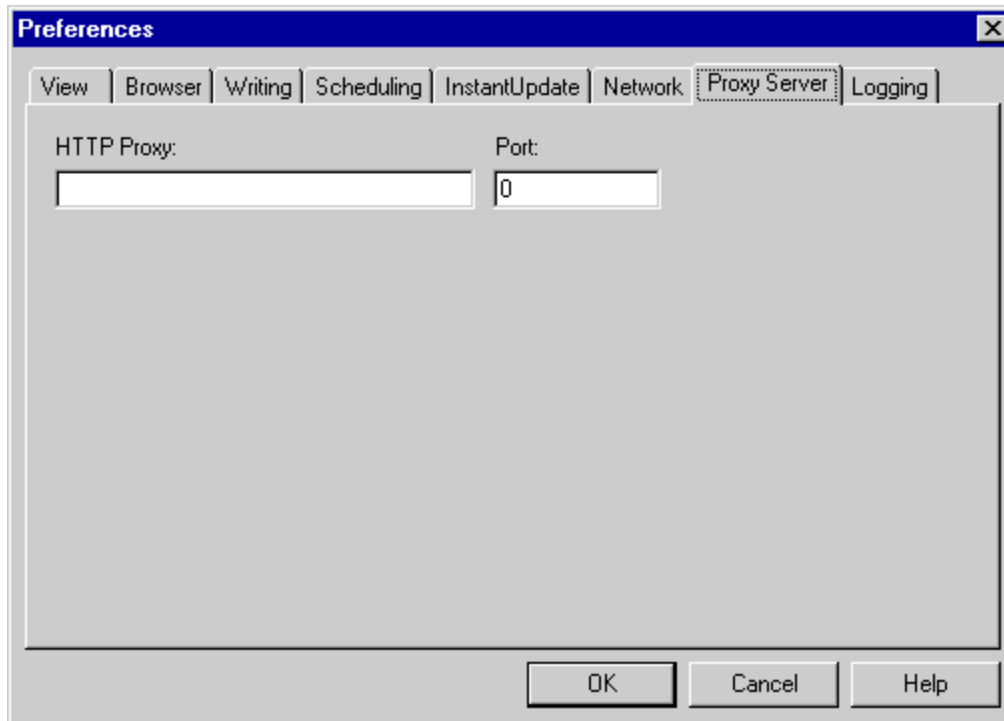 Preferences
View Browser Writing Scheduling InstantUpdate Network Proxy Server Logging
HTTP Proxy: Port:
0
OK Cancel Help